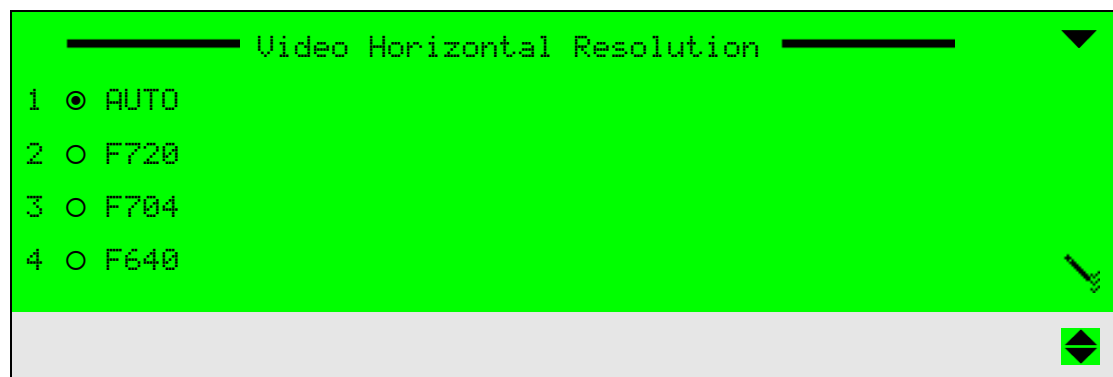 Video Horizontal Resolution
1 AUTO
2 F720
3 F704
4 F640